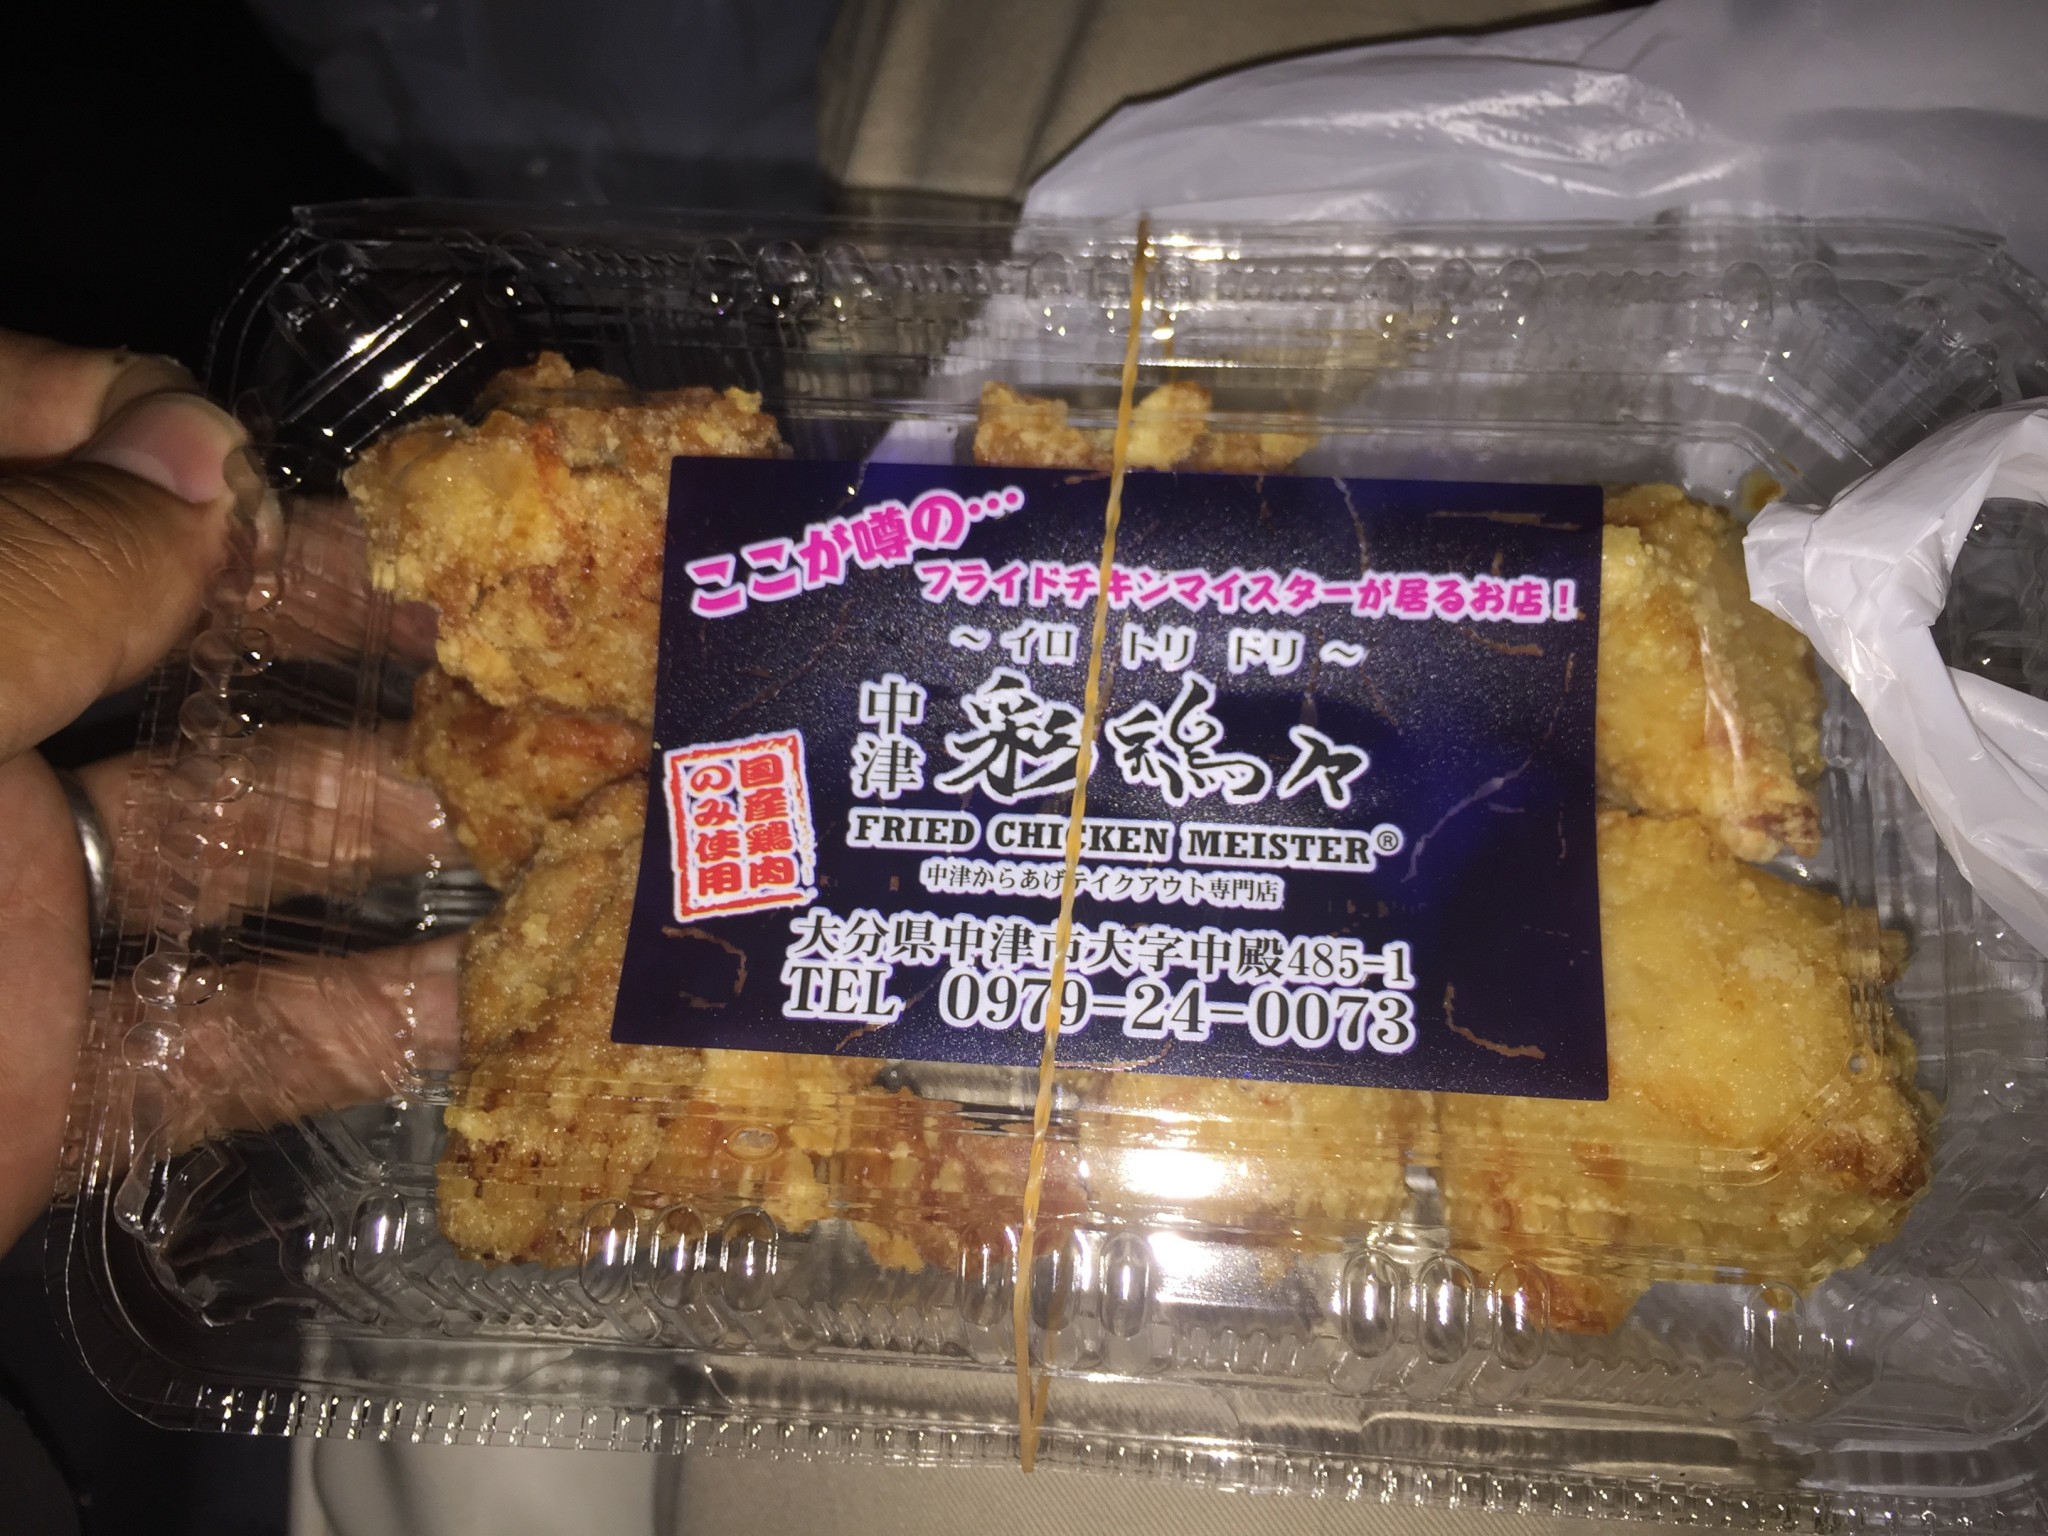 ここが噂の…
フライドチキンマイスターが居るお店！
～イロ トリ ドリ～
中津 彩鶏々
FRIED CHICKEN MEISTER®
中津からあげテイクアウト専門店
国産鶏肉
のみ使用
大分県中津市大字中殿485-1
TEL 0979-24-0073